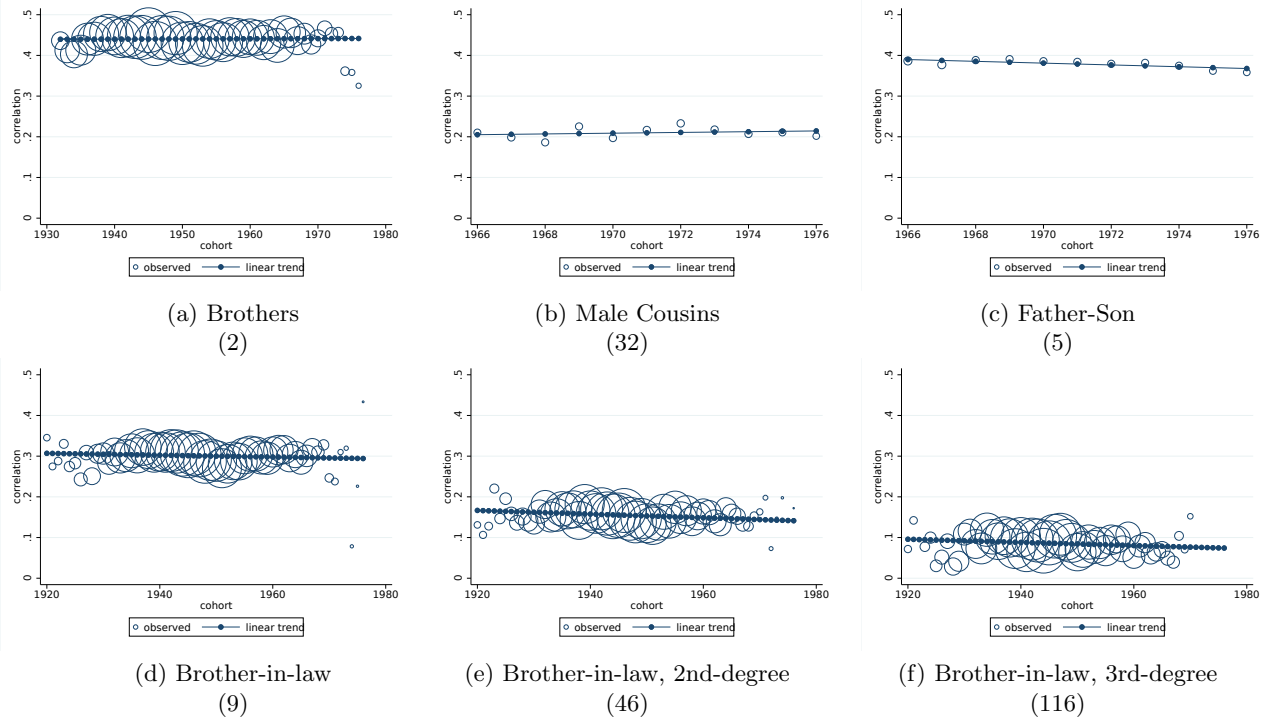 .5
.4
.3
.2
.1
0
correlation
1930 1940 1950 1960 1970 1980
cohort
observed linear trend
(a) Brothers
(2)
.5
.4
.3
.2
.1
0
correlation
1966 1968 1970 1972 1974 1976
cohort
observed linear trend
(b) Male Cousins
(32)
.5
.4
.3
.2
.1
0
correlation
1966 1968 1970 1972 1974 1976
cohort
observed linear trend
(c) Father-Son
(5)
.5
.4
.3
.2
.1
0
correlation
1920 1940 1960 1980
cohort
observed linear trend
(d) Brother-in-law
(9)
.5
.4
.3
.2
.1
0
correlation
1920 1940 1960 1980
cohort
observed linear trend
(e) Brother-in-law, 2nd-degree
(46)
.5
.4
.3
.2
.1
0
correlation
1920 1940 1960 1980
cohort
observed linear trend
(f) Brother-in-law, 3rd-degree
(116)